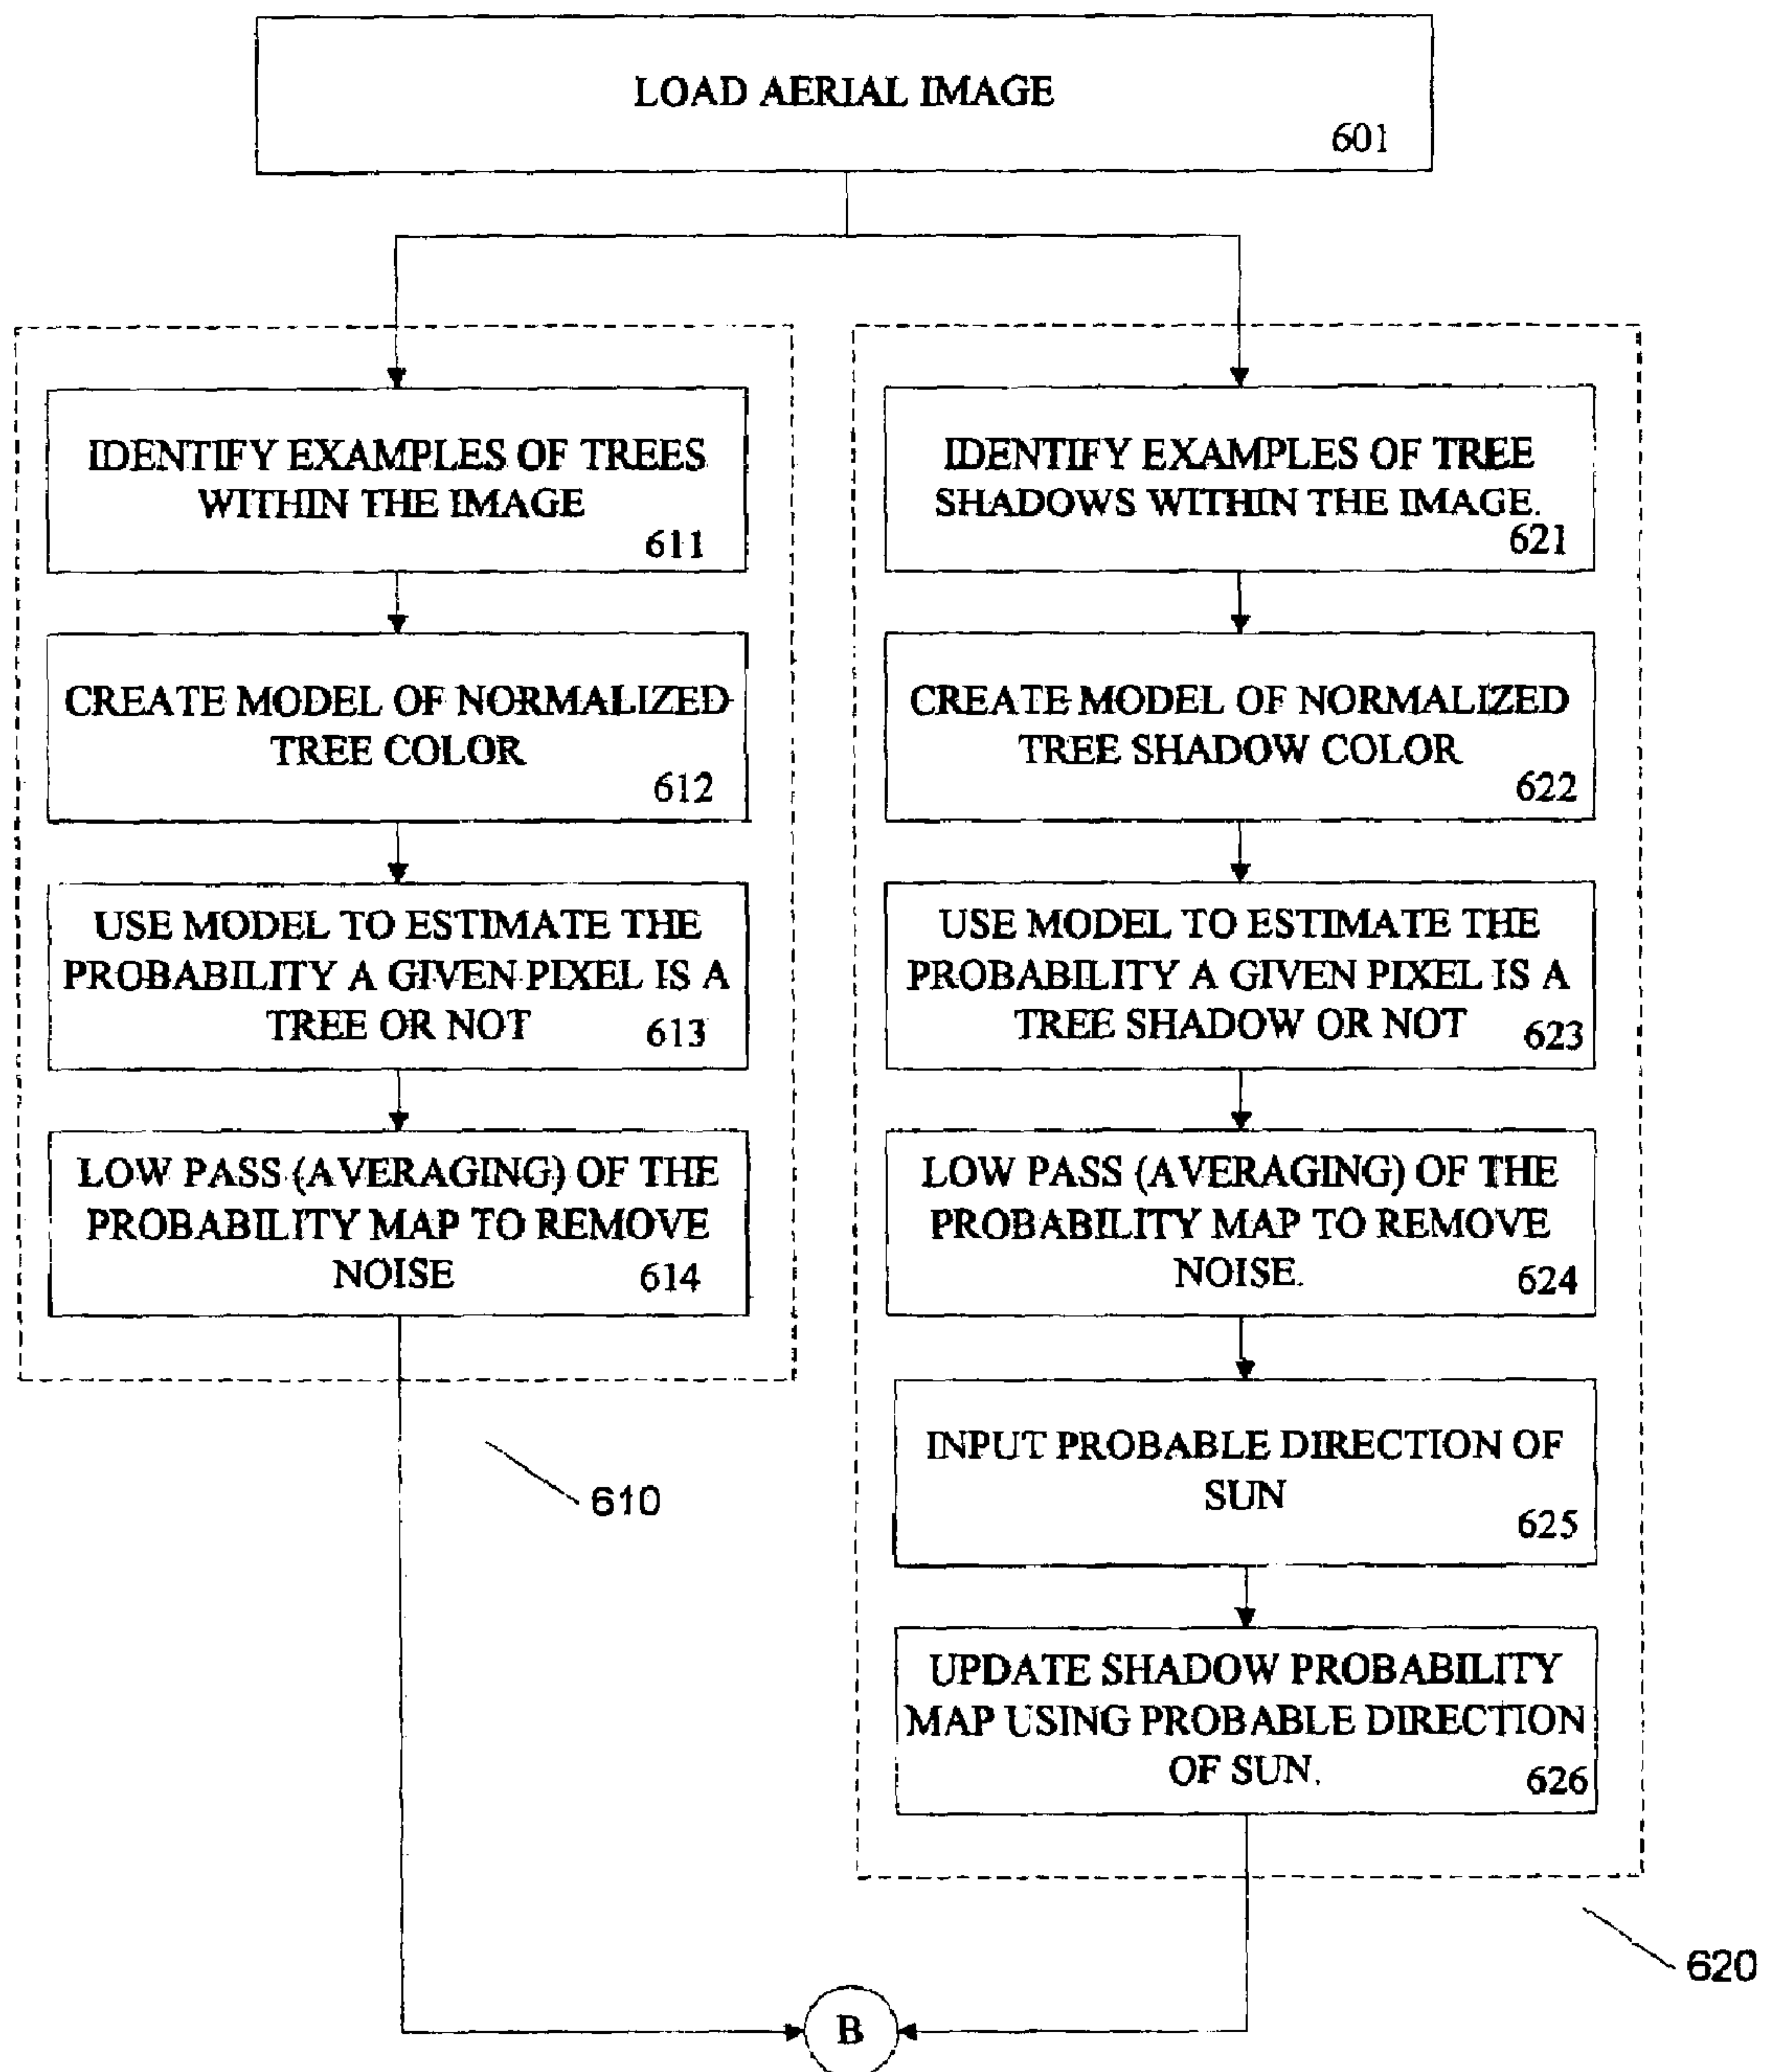 LOAD AERIAL IMAGE
601
IDENTIFY EXAMPLES OF TREES
WITHIN THE IMAGE
611
CREATE MODEL OF NORMALIZED
TREE COLOR
612
USE MODEL TO ESTIMATE THE
PROBABILITY A GIVEN PIXEL IS A
TREE OR NOT
613
LOW PASS (AVERAGING) OF THE
PROBABILITY MAP TO REMOVE
NOISE
614
610
IDENTIFY EXAMPLES OF TREE
SHADOWS WITHIN THE IMAGE.
621
CREATE MODEL OF NORMALIZED
TREE SHADOW COLOR
622
USE MODEL TO ESTIMATE THE
PROBABILITY A GIVEN PIXEL IS A
TREE SHADOW OR NOT
623
LOW PASS (AVERAGING) OF THE
PROBABILITY MAP TO REMOVE
NOISE.
624
INPUT PROBABLE DIRECTION OF
SUN
625
UPDATE SHADOW PROBABILITY
MAP USING PROBABLE DIRECTION
OF SUN.
626
620
B